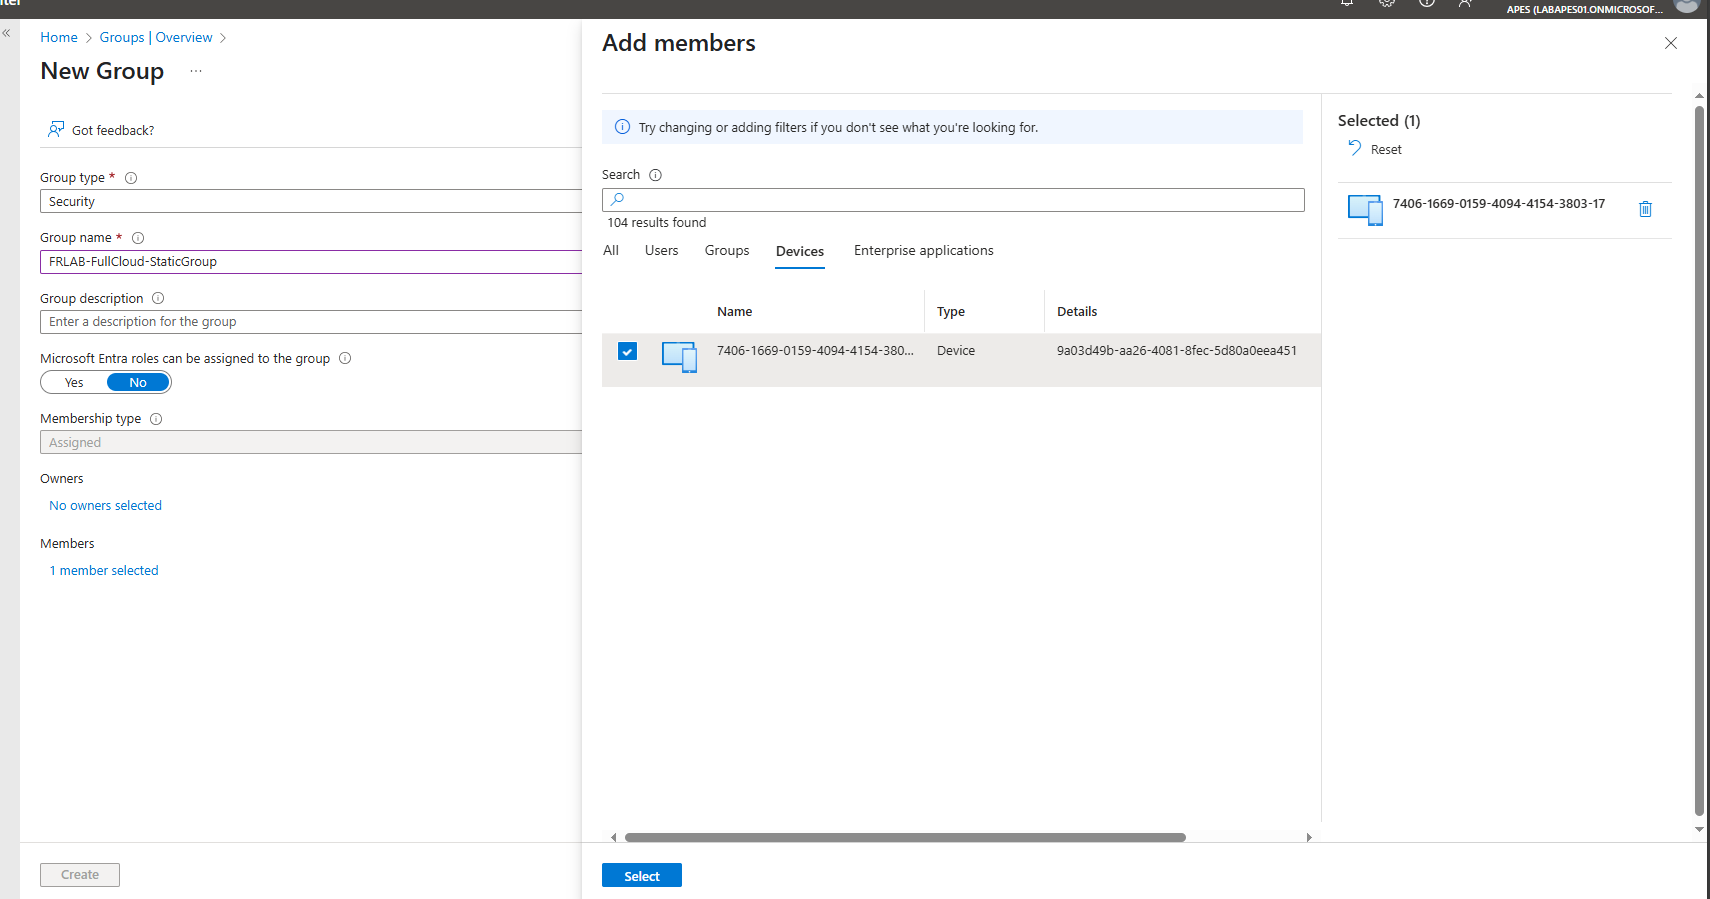 APES (LABAPES01.ONMICROSOF...
Home > Groups | Overview >
New Group ...
Got feedback?
Group type *
Security
Group name *
FRLAB-FullCloud-StaticGroup
Group description
Enter a description for the group
Microsoft Entra roles can be assigned to the group
Yes No
Membership type
Assigned
Owners
No owners selected
Members
1 member selected
Create
Add members
Try changing or adding filters if you don't see what you're looking for.
Search
104 results found
All Users Groups Devices Enterprise applications
Name Type Details
7406-1669-0159-4094-4154-380... Device 9a03d49b-aa26-4081-8fec-5d80a0eea451
Select
Selected (1)
Reset
7406-1669-0159-4094-4154-3803-17